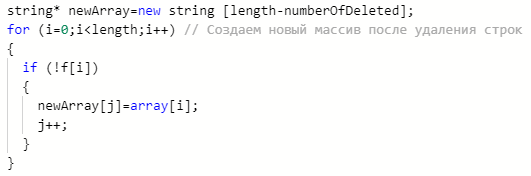 string* newArray=new string [length-numberOfDeleted];
for (i=0;i<length;i++) // Создаем новый массив после удаления строк
{
  if (!f[i])
  {
    newArray[j]=array[i];
    j++;
  }
}